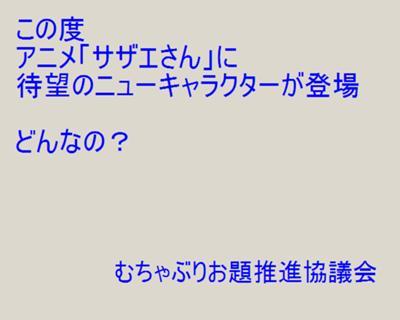 この度
アニメ「サザエさん」に
待望のニューキャラクターが登場
どんなの？
むちゃぶりお題推進協議会